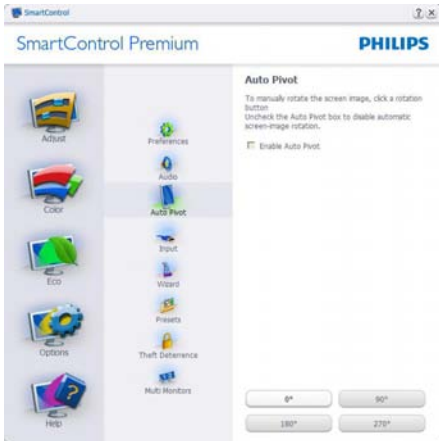 SmartControl
SmartControl Premium
PHILIPS
Adjust
Color
Eco
Options
Help
Preferences
Audio
Auto Pivot
Input
Wizard
Presets
Theft Deterrence
Multi Monitors
Auto Pivot
To manually rotate the screen image, click a rotation
button
Uncheck the Auto Pivot box to disable automatic
screen-image rotation.
Enable Auto Pivot
0°
90°
180°
270°